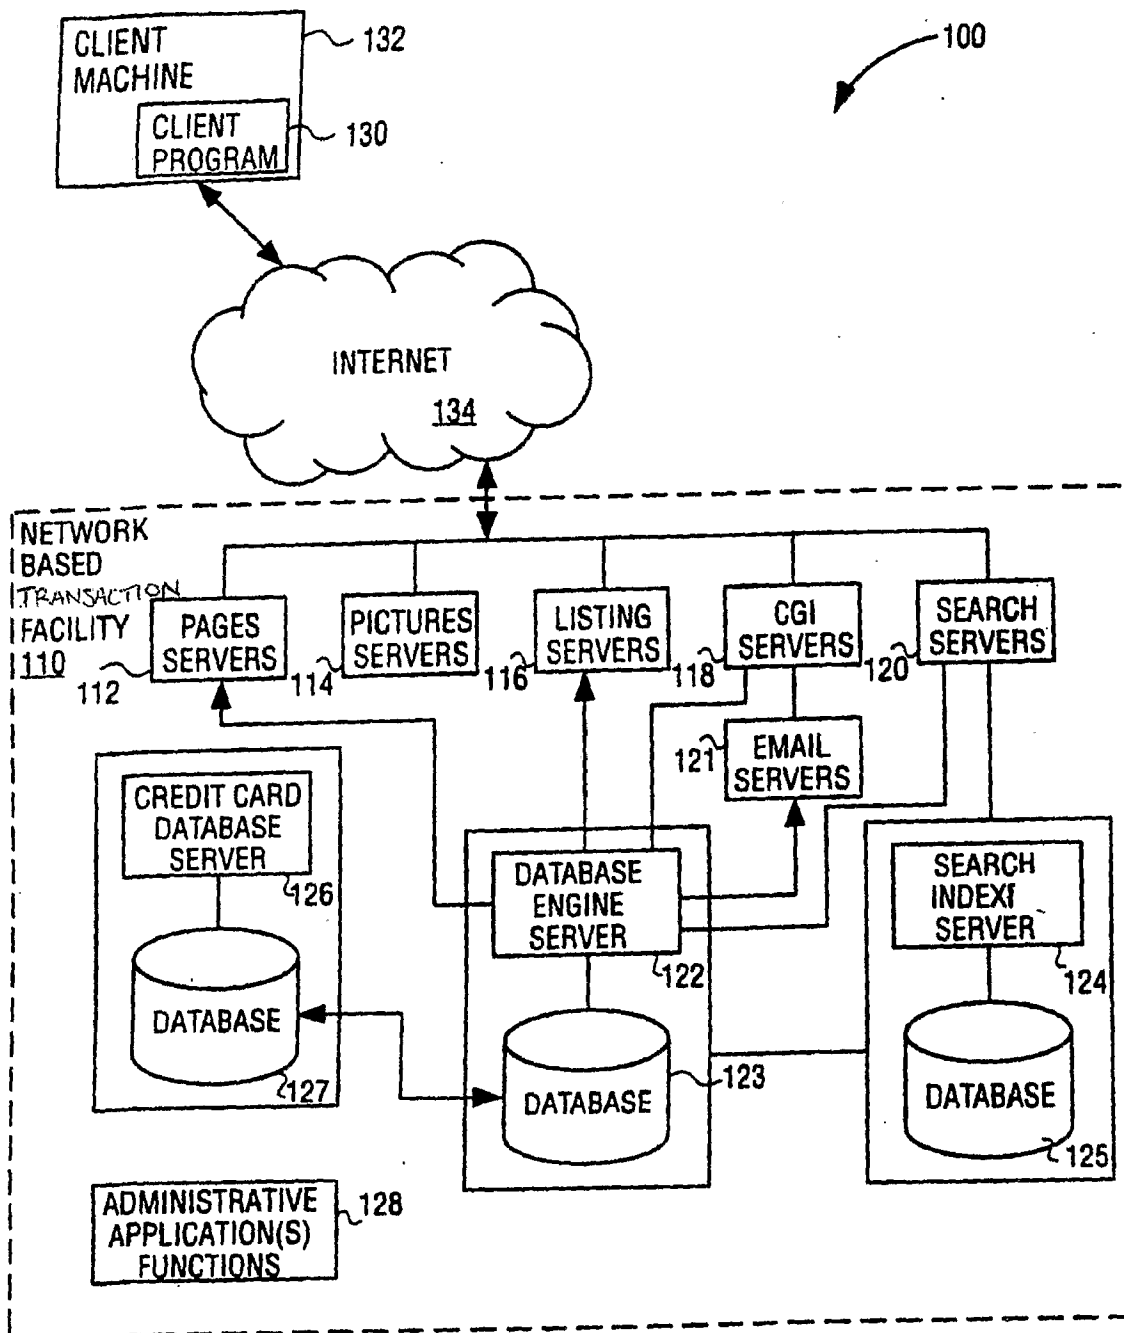 CLIENT
MACHINE
132
CLIENT
PROGRAM
130
100
INTERNET
134
NETWORK
BASED
TRANSACTION
FACILITY
110
PAGES
SERVERS
112
PICTURES
SERVERS
114
LISTING
SERVERS
116
CGI
SERVERS
118
SEARCH
SERVERS
120
EMAIL
SERVERS
121
CREDIT CARD
DATABASE
SERVER
126
DATABASE
127
DATABASE
ENGINE
SERVER
122
DATABASE
123
SEARCH
SERVER
124
DATABASE
125
ADMINISTRATIVE
APPLICATION(S)
FUNCTIONS
128